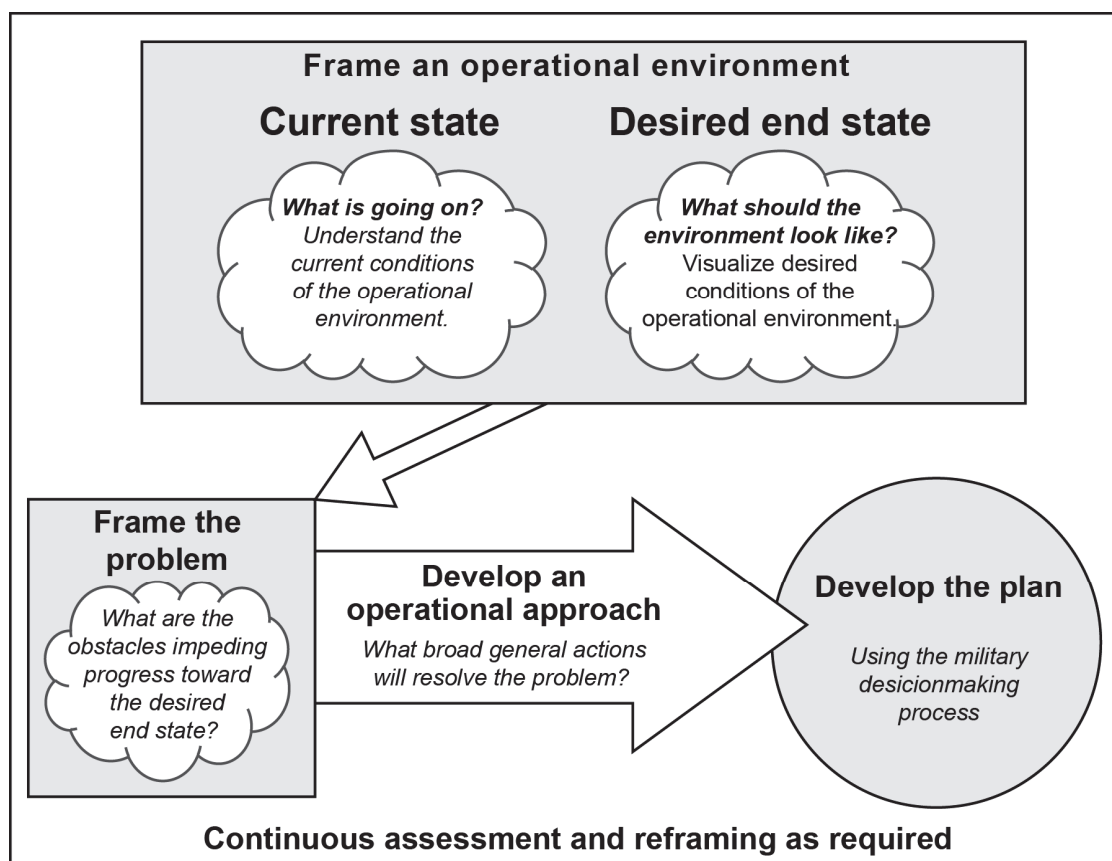 Frame an operational environment
Current state
What is going on?
Understand the
current conditions
of the operational
environment.
Desired end state
What should the
environment look like?
Visualize desired
conditions of the
operational environment.
Frame the
problem
What are the
obstacles impeding
progress toward
the desired
end state?
Develop an
operational approach
What broad general actions
will resolve the problem?
Develop the plan
Using the military
desicionmaking
process
Continuous assessment and reframing as required